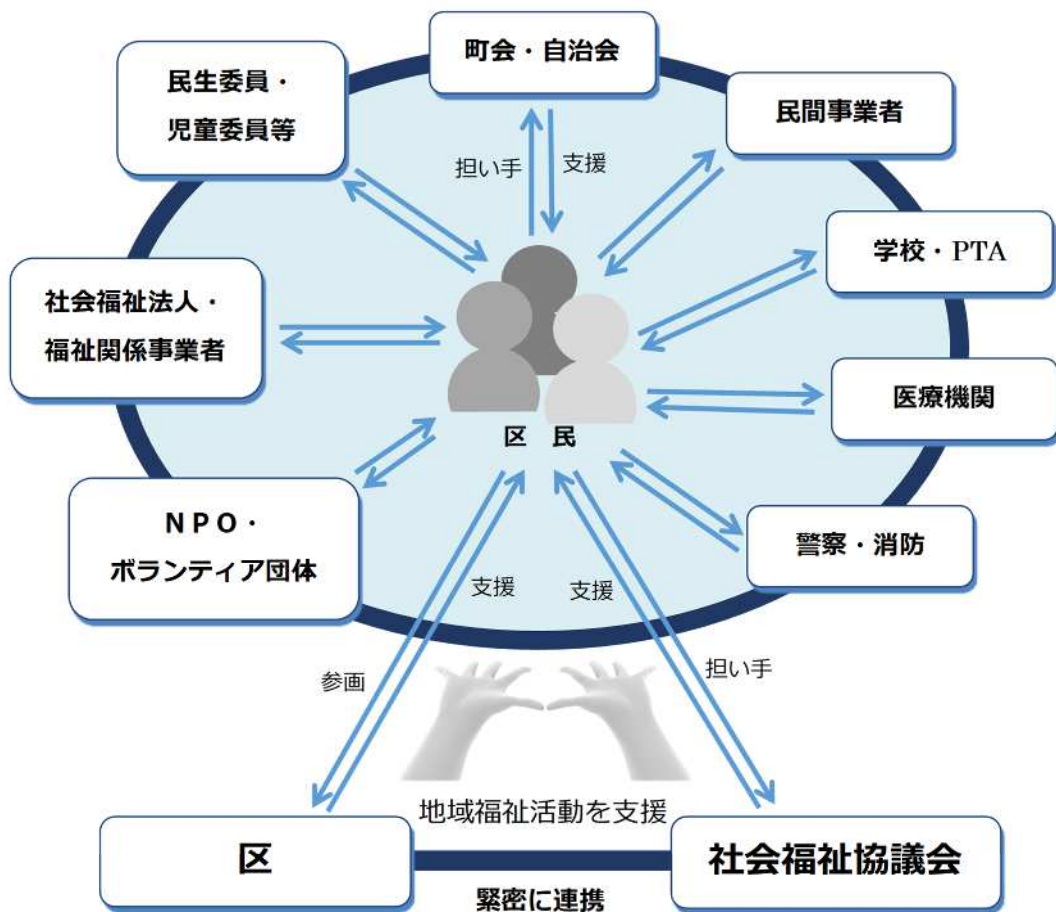 町会・自治会
民生委員・
児童委員等
民間事業者
担い手
支援
学校・PTA
社会福祉法人・
福祉関係事業者
医療機関
区 民
NPO・
ボランティア団体
警察・消防
支援
支援
参画
担い手
地域福祉活動を支援
区
社会福祉協議会
緊密に連携